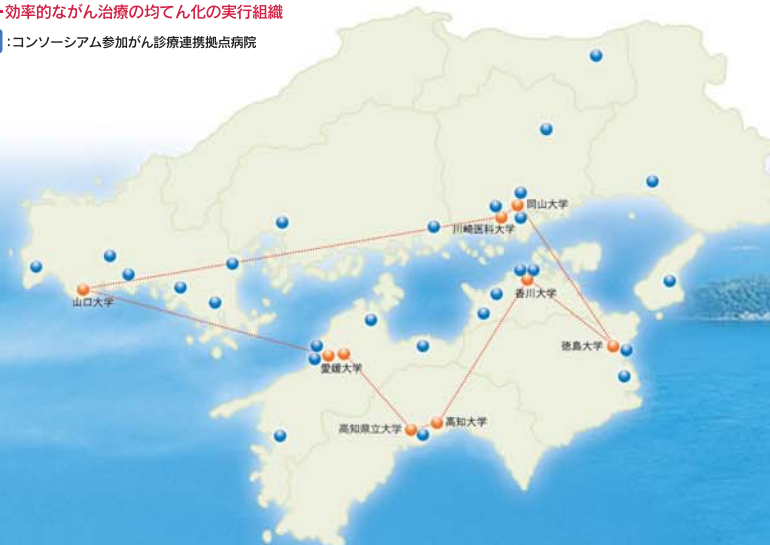 ・効率的ながん治療の均てん化の実行組織
:コンソーシアム参加がん診療連携拠点病院
岡山大学
川崎医科大学
香川大学
山口大学
徳島大学
愛媛大学
高知大学
高知県立大学